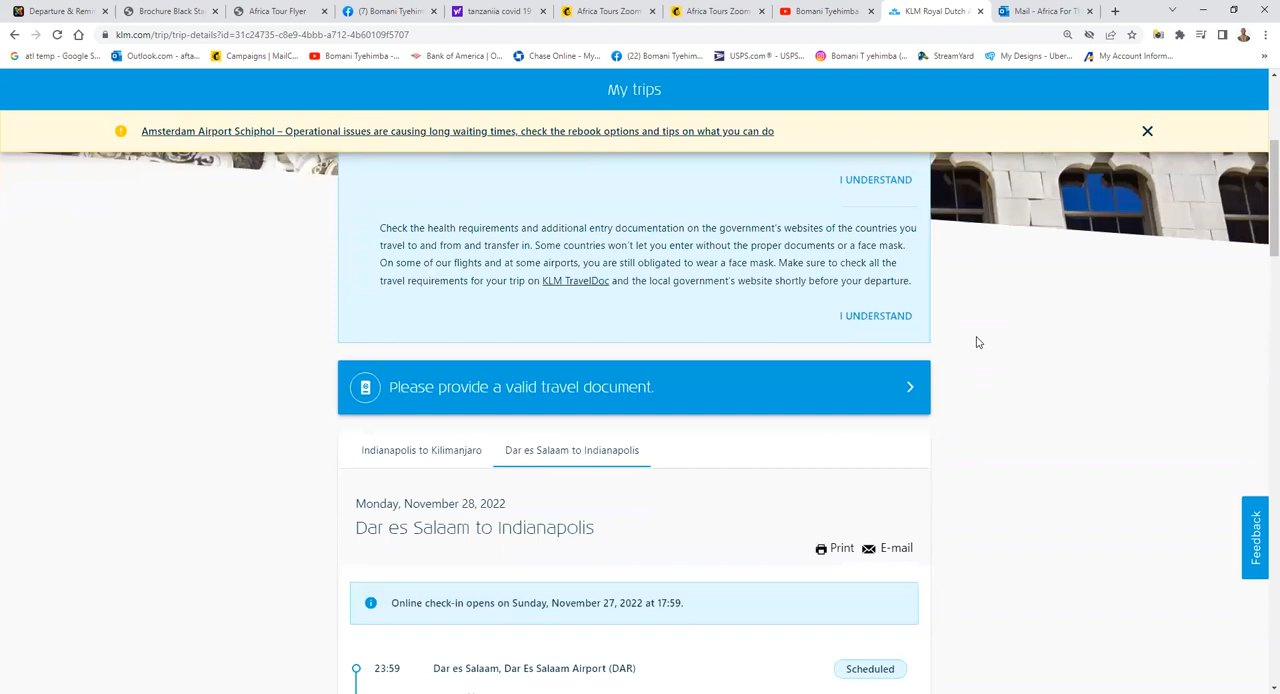 Departure & Remin
Brochure Black Sta
Africa Tour Flyer
(7) Bomani Tyehim
tanzaniia covid 19
Africa Tours Zoom
Africa Tours Zoom
Bomani Tyehimba
KLM Royal Dutch A
Mail - Africa For Th
klm.com/trip/trip-details?id=31c24735-c8e9-4bbb-a712-4b60109f5707
atl temp - Google S...
Outlook.com - afta...
Campaigns | MailC...
Bomani Tyehimba -...
Bank of America | O...
Chase Online - My...
(22) Bomani Tyehim...
USPS.com® - USPS...
Bomani T yehimba (...
StreamYard
My Designs - Uber...
My Account Inform...
My trips
Amsterdam Airport Schiphol – Operational issues are causing long waiting times, check the rebook options and tips on what you can do
I UNDERSTAND
Check the health requirements and additional entry documentation on the government's websites of the countries you
travel to and from and transfer in. Some countries won't let you enter without the proper documents or a face mask.
On some of our flights and at some airports, you are still obligated to wear a face mask. Make sure to check all the
travel requirements for your trip on KLM TravelDoc and the local government's website shortly before your departure.
I UNDERSTAND
Please provide a valid travel document.
Indianapolis to Kilimanjaro
Dar es Salaam to Indianapolis
Monday, November 28, 2022
Dar es Salaam to Indianapolis
Print
E-mail
Online check-in opens on Sunday, November 27, 2022 at 17:59.
23:59
Dar es Salaam, Dar Es Salaam Airport (DAR)
Scheduled
Feedback